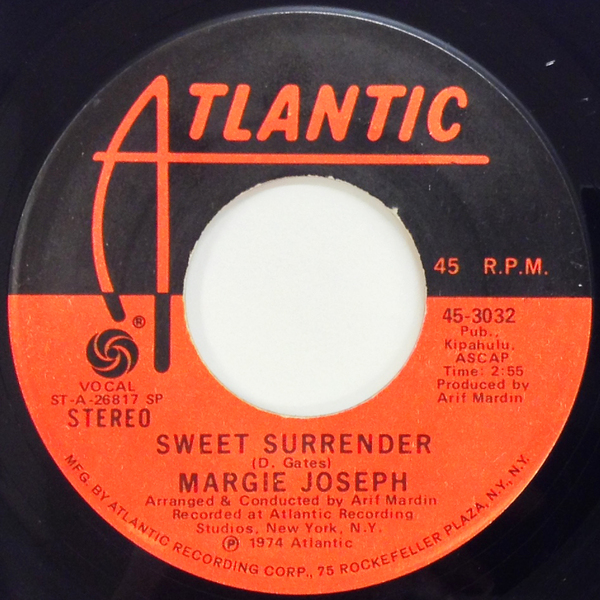 ATLANTIC
45 R.P.M.
®
45-3032
Pub.,
Kipahulu,
ASCAP
Time: 2:55
Produced by
Arif Mardin
VOCAL
ST-A-26817 SP
STEREO
SWEET SURRENDER
(D. Gates)
MARGIE JOSEPH
Arranged & Conducted by Arif Mardin
Recorded at Atlantic Recording
Studios, New York, N.Y.
℗ 1974 Atlantic
MFG. BY ATLANTIC RECORDING CORP., 75 ROCKEFELLER PLAZA, N.Y., N.Y.